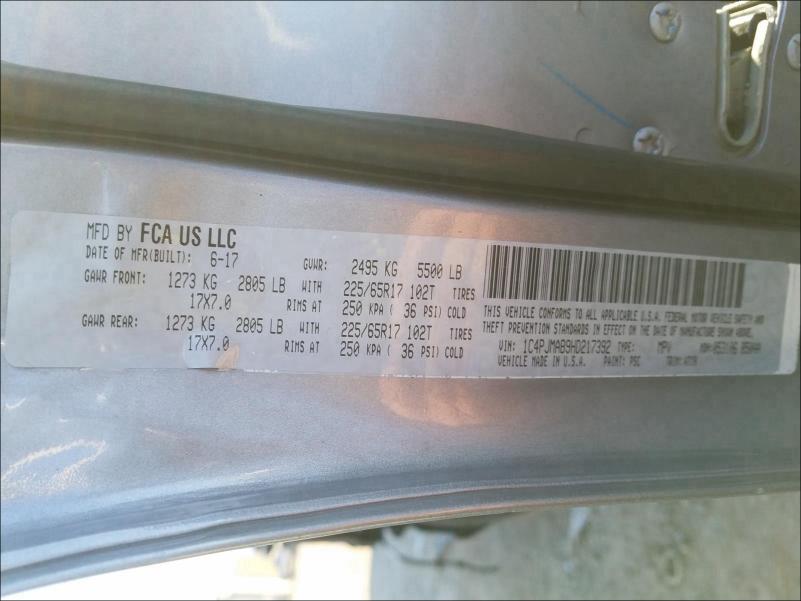 MFD BY FCA US LLC
DATE OF MFR(BUILT): 6-17 GVWR: 2495 KG 5500 LB
GAWR FRONT: 1273 KG 2805 LB WITH 225/65R17 102T TIRES
17X7.0 RIMS AT 250 KPA ( 36 PSI) COLD
GAWR REAR: 1273 KG 2805 LB WITH 225/65R17 102T TIRES
17X7.0 RIMS AT 250 KPA ( 36 PSI) COLD
THIS VEHICLE CONFORMS TO ALL APPLICABLE U.S.A. FEDERAL MOTOR VEHICLE SAFETY AND
THEFT PREVENTION STANDARDS IN EFFECT ON THE DATE OF MANUFACTURE SHOWN ABOVE.
VIN: 1C4PJMAB9HD217392 TYPE: MPV
VEHICLE MADE IN U.S.A. PAINT: PSC TRIM: